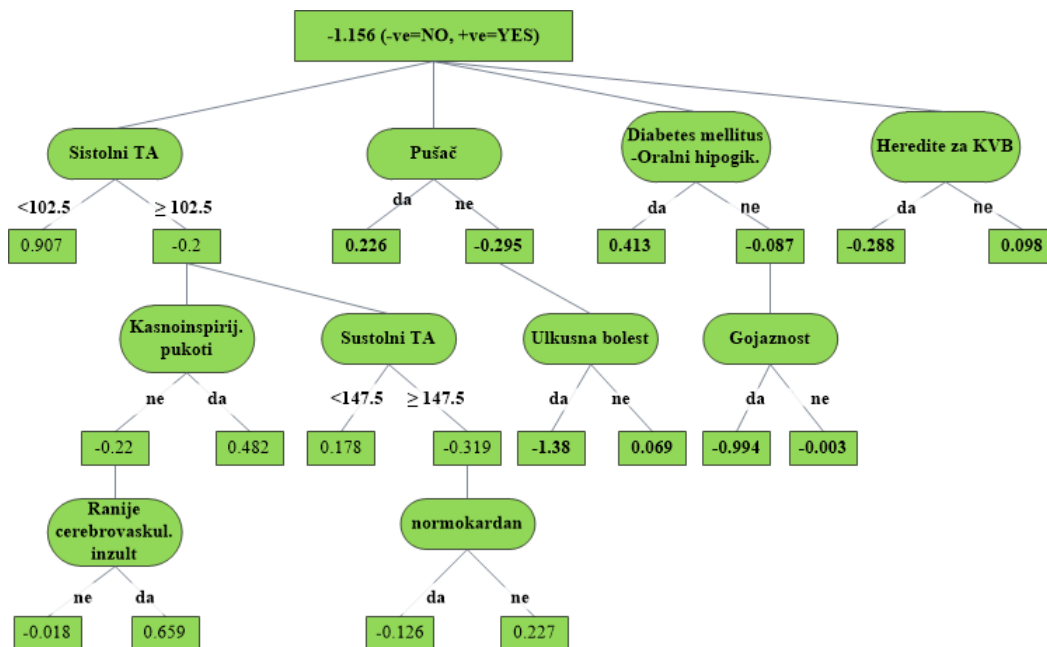 -1.156 (-ve=NO, +ve=YES)
Sistolni TA
Pušač
Diabetes mellitus
-Oralni hipogik.
Heredite za KVB
<102.5
≥ 102.5
da
ne
da
ne
da
ne
0.907
-0.2
0.226
-0.295
0.413
-0.087
-0.288
0.098
Kasnoinspirij.
pukoti
Sustolni TA
Ulkusna bolest
Gojaznost
ne
da
<147.5
≥ 147.5
da
ne
da
ne
-0.22
0.482
0.178
-0.319
-1.38
0.069
-0.994
-0.003
Ranije
cerebrovaskul.
inzult
normokardan
ne
da
da
ne
-0.018
0.659
-0.126
0.227